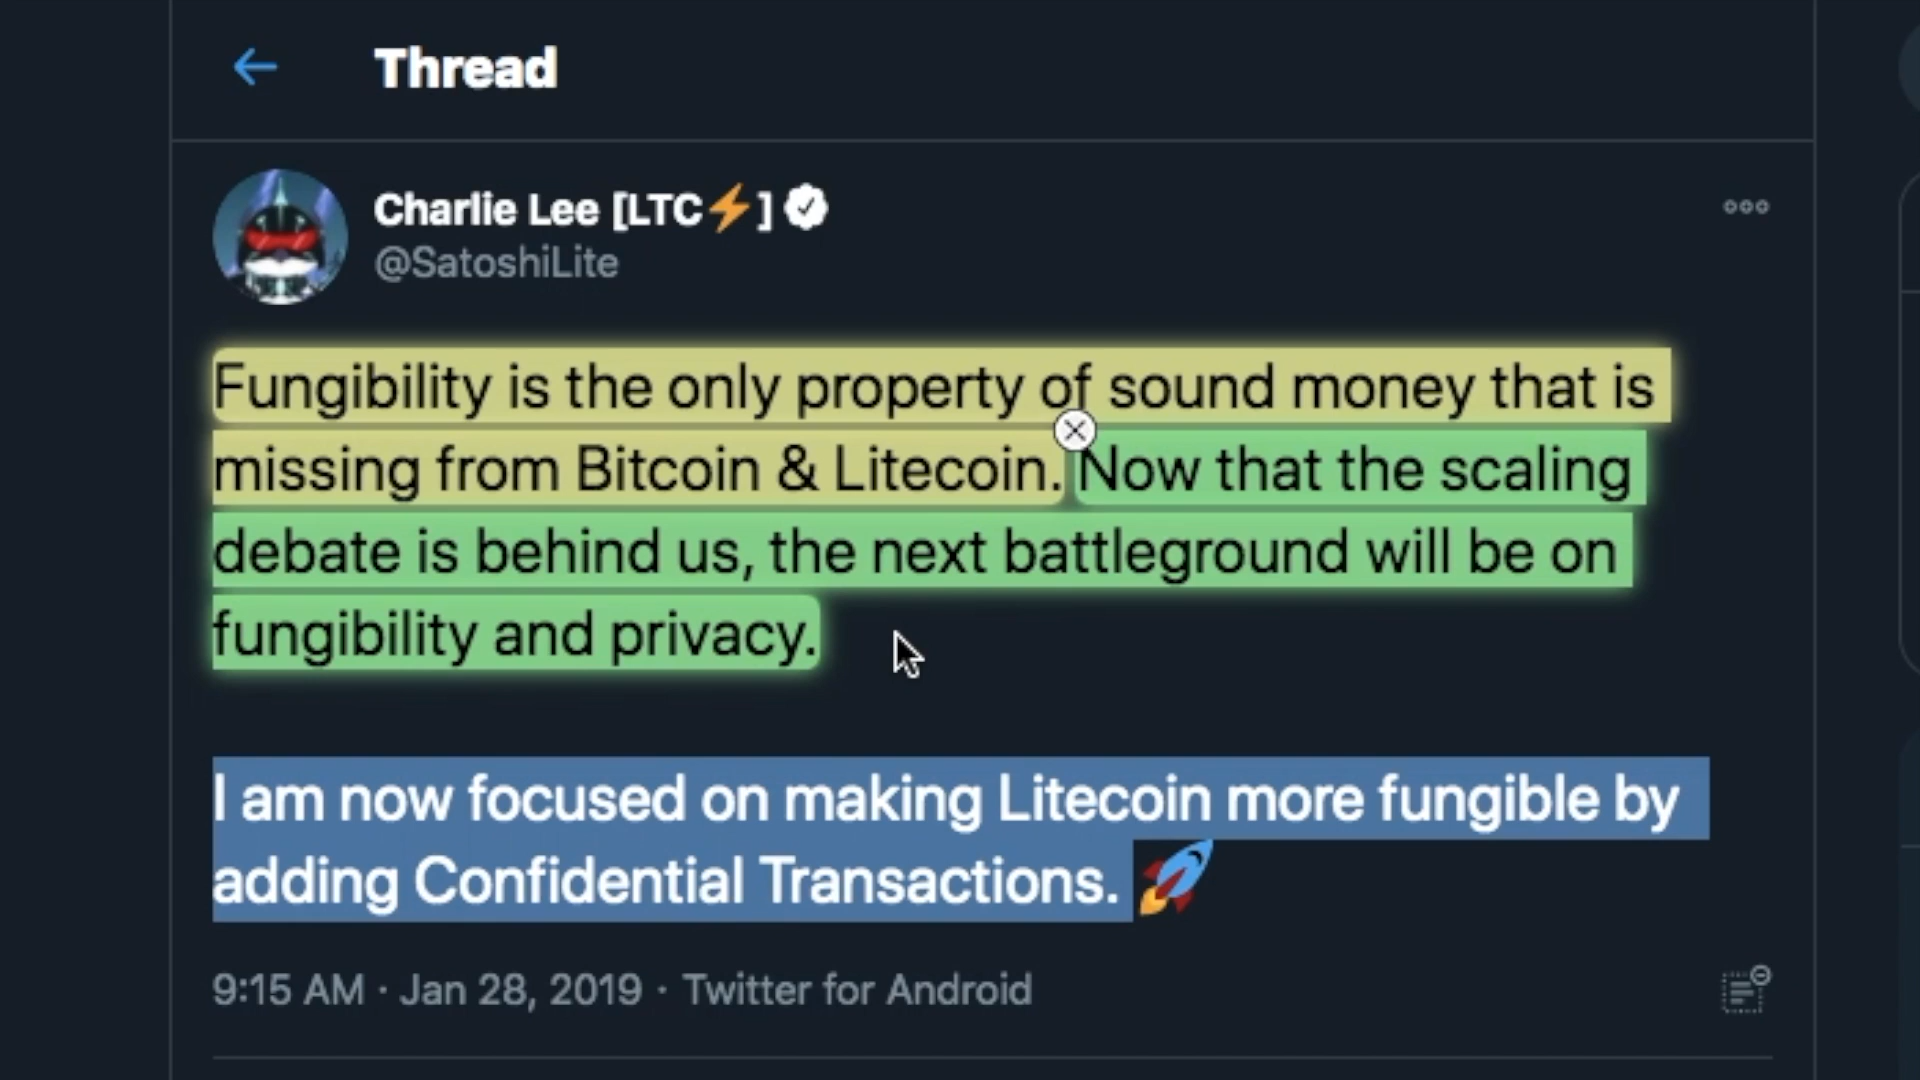 Thread
Charlie Lee [LTC⚡]
@SatoshiLite
Fungibility is the only property of sound money that is
missing from Bitcoin & Litecoin. Now that the scaling
debate is behind us, the next battleground will be on
fungibility and privacy.
I am now focused on making Litecoin more fungible by
adding Confidential Transactions. 🚀
9:15 AM · Jan 28, 2019 · Twitter for Android